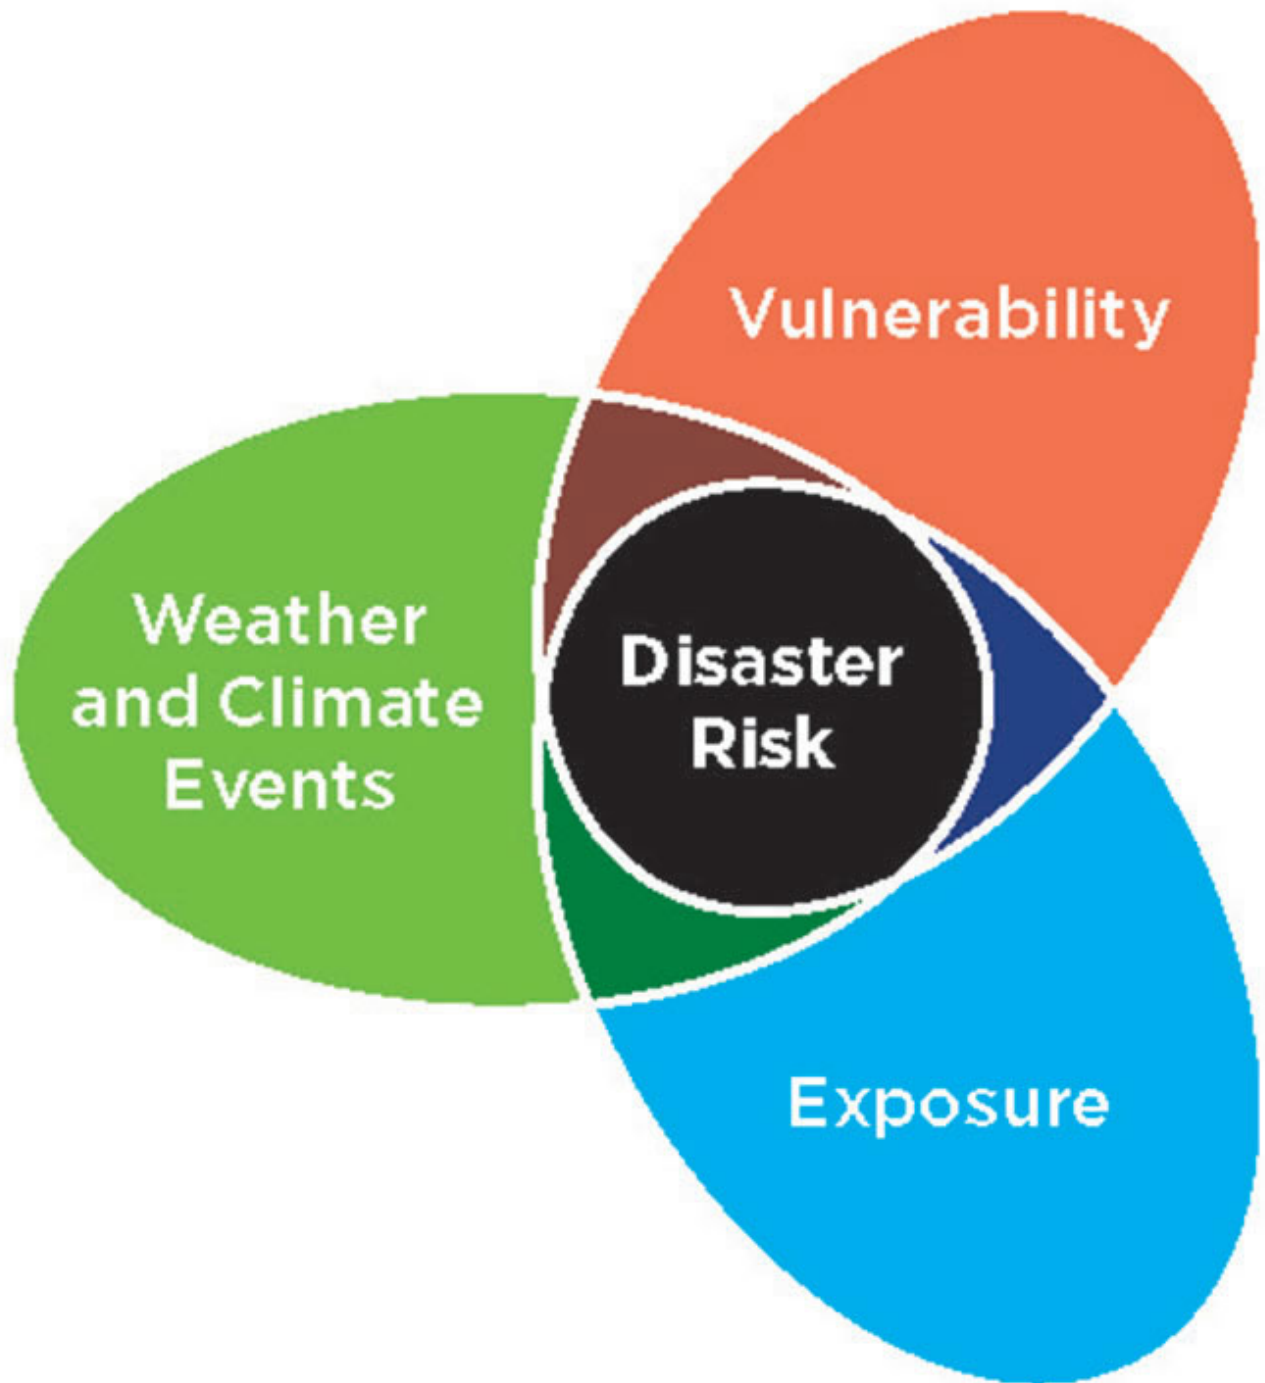 Vulnerability
Weather
and Climate
Events
Disaster
Risk
Exposure